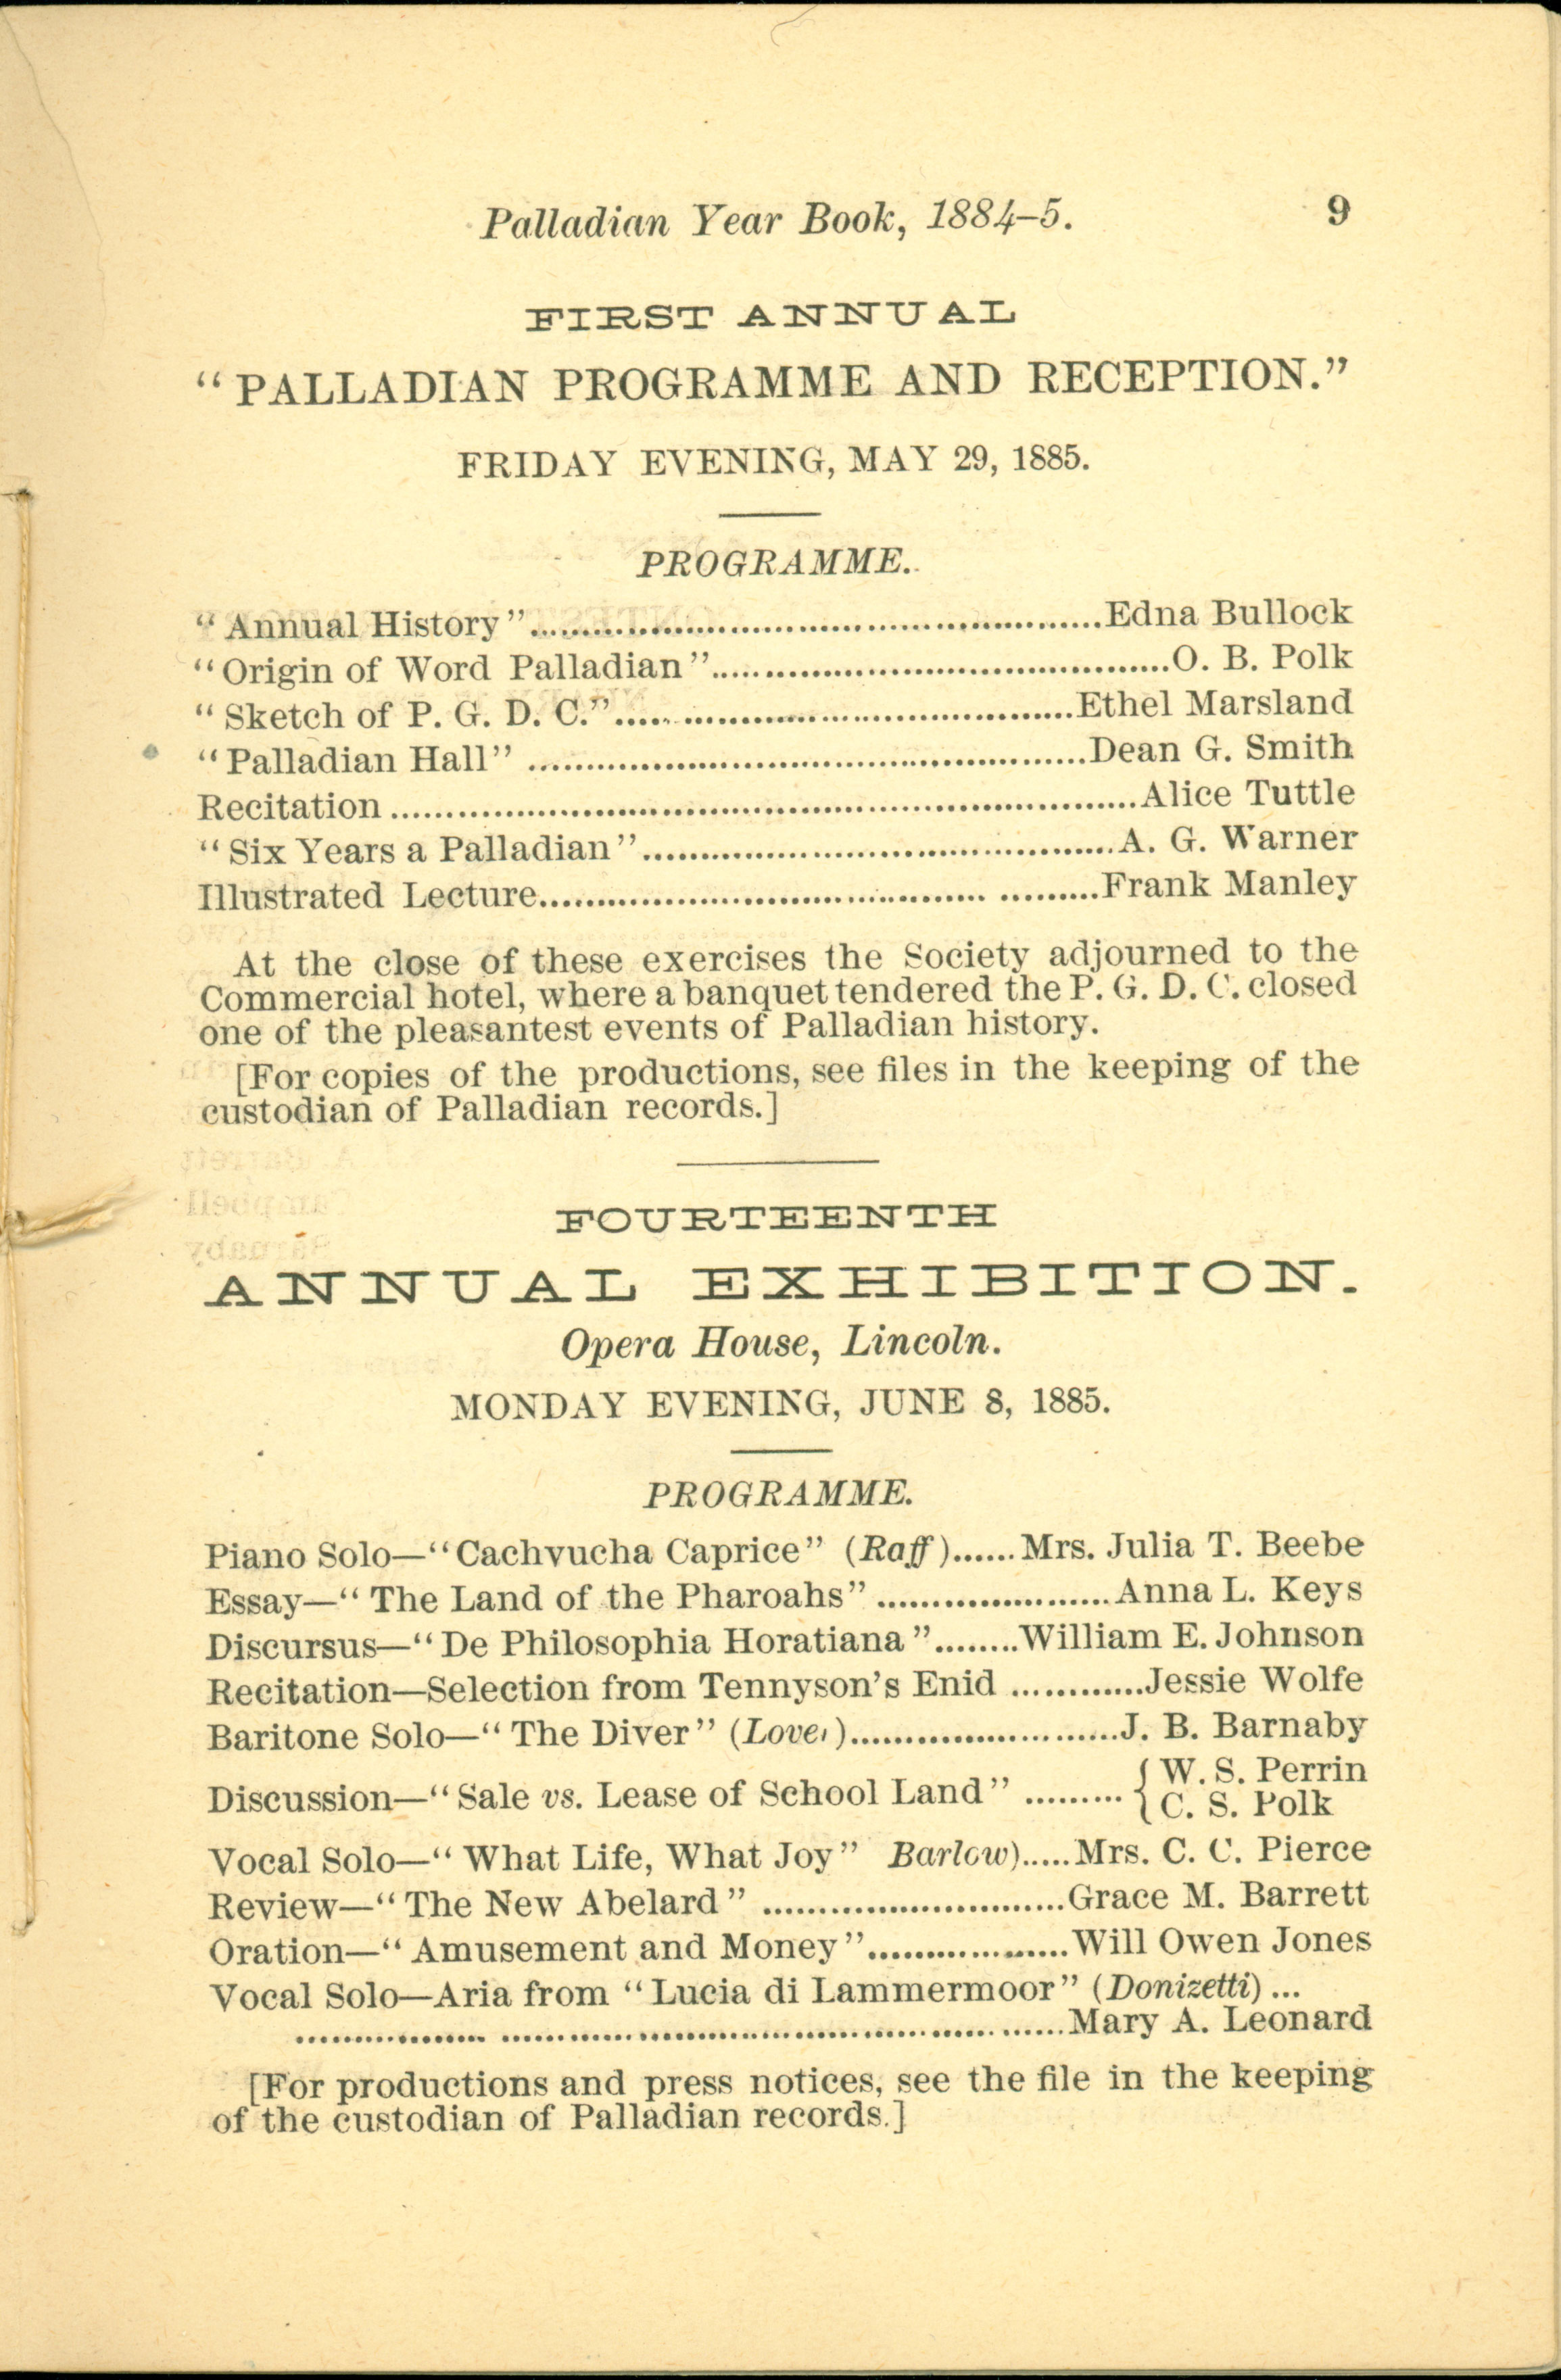 Palladian Year Book, 1884–5. 9
FIRST ANNUAL
“PALLADIAN PROGRAMME AND RECEPTION.”
FRIDAY EVENING, MAY 29, 1885.
PROGRAMME.
“Annual History”..........Edna Bullock
“Origin of Word Palladian”..........O. B. Polk
“Sketch of P. G. D. C.”..........Ethel Marsland
“Palladian Hall”..........Dean G. Smith
Recitation..........Alice Tuttle
“Six Years a Palladian”..........A. G. Warner
Illustrated Lecture..........Frank Manley
At the close of these exercises the Society adjourned to the
Commercial hotel, where a banquet tendered the P. G. D. C. closed
one of the pleasantest events of Palladian history.
[For copies of the productions, see files in the keeping of the
custodian of Palladian records.]
FOURTEENTH
ANNUAL EXHIBITION.
Opera House, Lincoln.
MONDAY EVENING, JUNE 8, 1885.
PROGRAMME.
Piano Solo—“Cachvucha Caprice” (Raff)......Mrs. Julia T. Beebe
Essay—“The Land of the Pharoahs”..........Anna L. Keys
Discursus—“De Philosophia Horatiana”........William E. Johnson
Recitation—Selection from Tennyson's Enid..........Jessie Wolfe
Baritone Solo—“The Diver” (Love)..........J. B. Barnaby
Discussion—“Sale vs. Lease of School Land”.........{W. S. Perrin
{C. S. Polk
Vocal Solo—“What Life, What Joy” Barlow).....Mrs. C. C. Pierce
Review—“The New Abelard”..........Grace M. Barrett
Oration—“Amusement and Money”..........Will Owen Jones
Vocal Solo—Aria from “Lucia di Lammermoor” (Donizetti)...
..........Mary A. Leonard
[For productions and press notices, see the file in the keeping
of the custodian of Palladian records.]